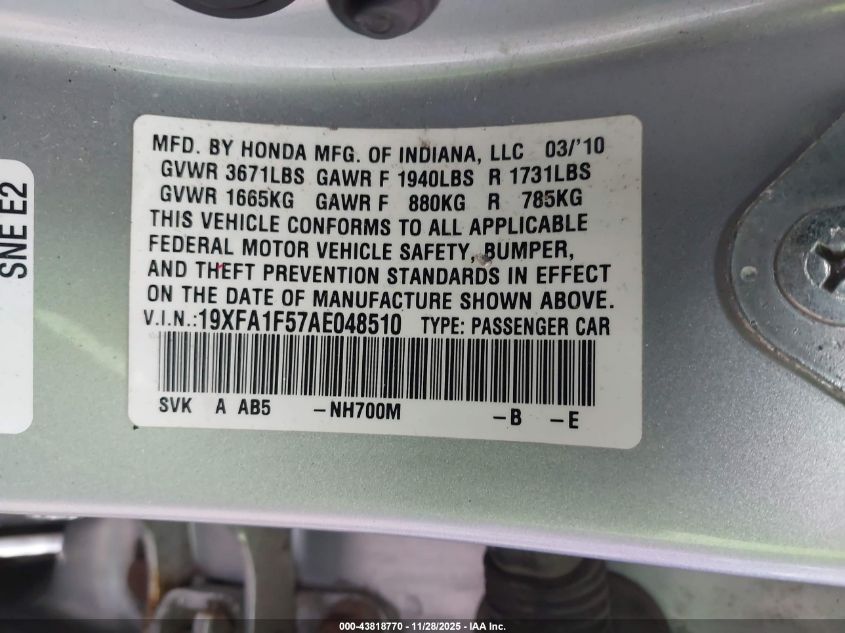 MFD. BY HONDA MFG. OF INDIANA, LLC 03/'10
GVWR 3671LBS GAWR F 1940LBS R 1731LBS
GVWR 1665KG GAWR F 880KG R 785KG
THIS VEHICLE CONFORMS TO ALL APPLICABLE
FEDERAL MOTOR VEHICLE SAFETY, BUMPER,
AND THEFT PREVENTION STANDARDS IN EFFECT
ON THE DATE OF MANUFACTURE SHOWN ABOVE.
V.I.N.:19XFA1F57AE048510 TYPE: PASSENGER CAR
SVK A AB5 -NH700M -B -E
SNE E2
000-43818770 — 11/28/2025 — IAA Inc.